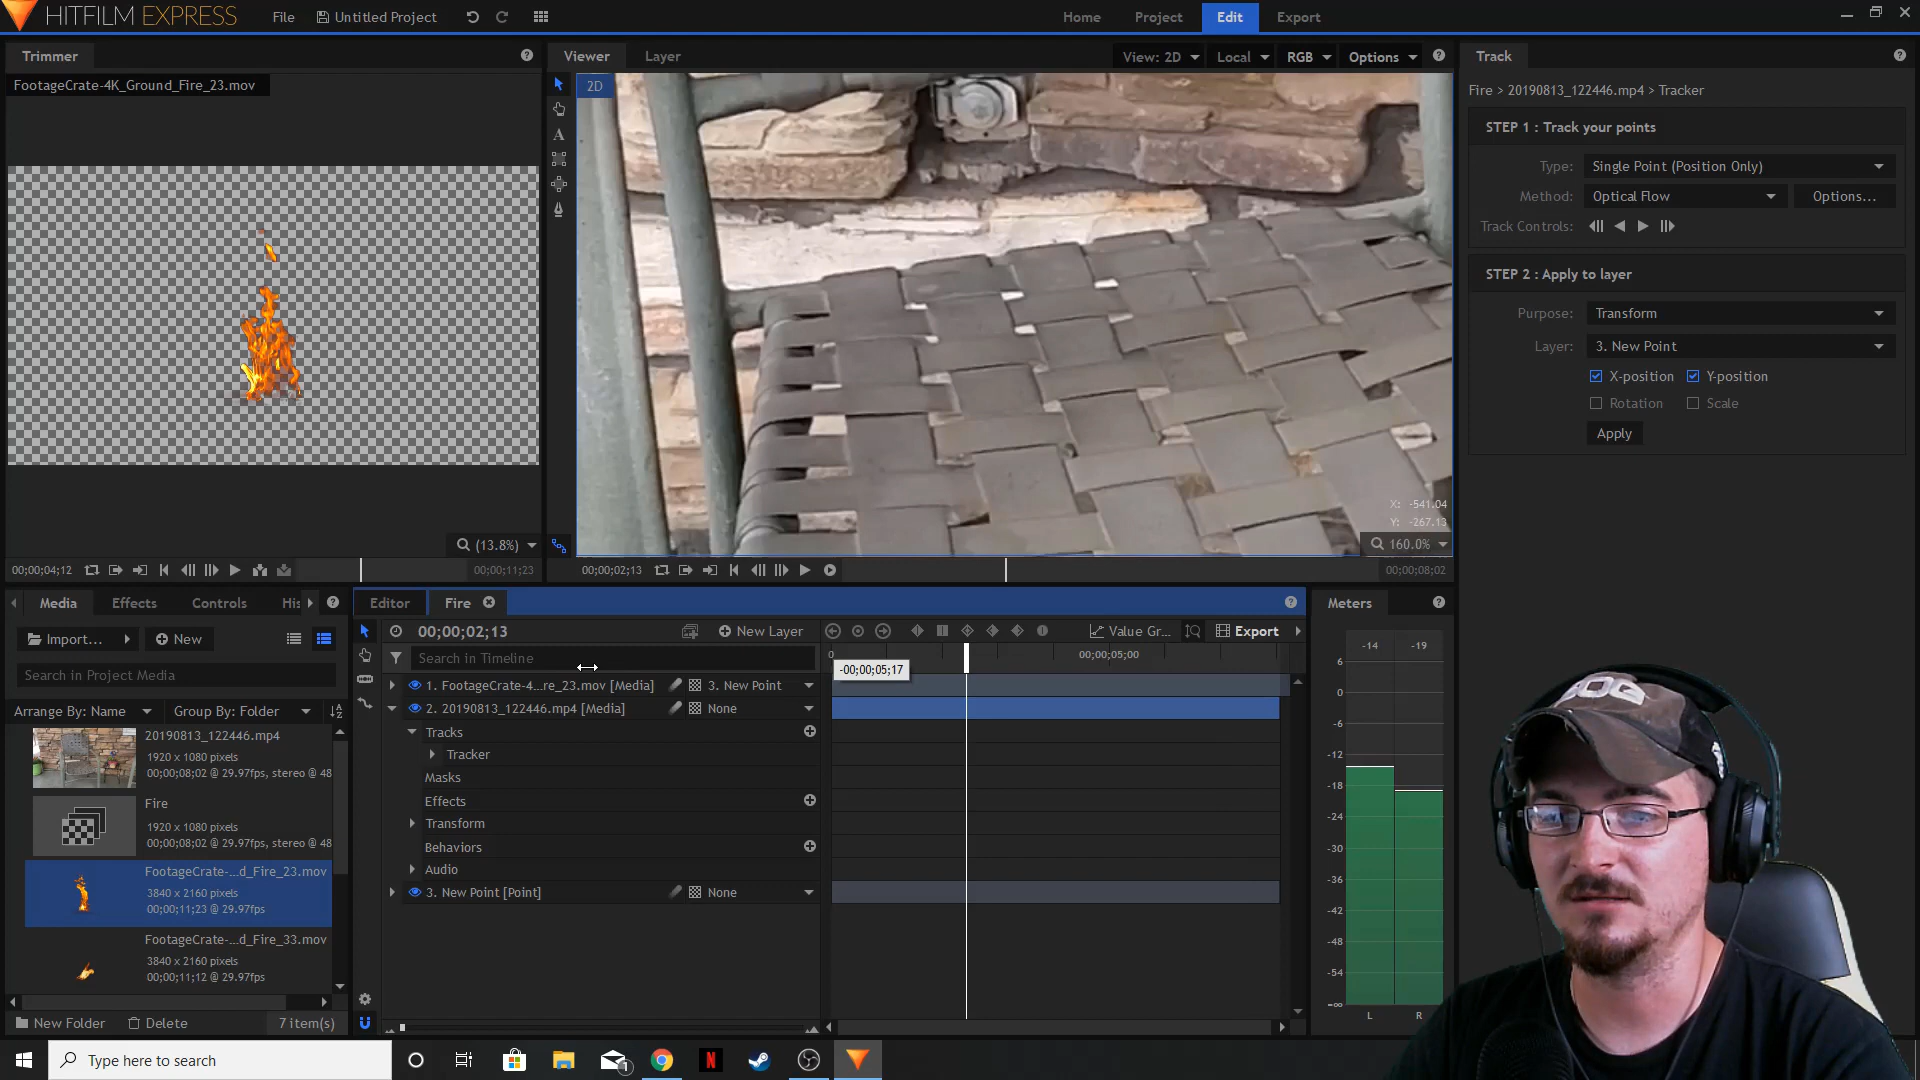 HITFILM EXPRESS
File
Untitled Project
Home
Project
Edit
Export
Trimmer
FootageCrate-4K_Ground_Fire_23.mov
(13.8%)
00;00;04;12
00;00;11;23
Viewer
Layer
View: 2D
Local
RGB
Options
2D
X: -541.04
Y: -267.13
160.0%
00;00;02;13
00;00;08;02
Track
Fire > 20190813_122446.mp4 > Tracker
STEP 1 : Track your points
Type: Single Point (Position Only)
Method: Optical Flow Options...
Track Controls:
STEP 2 : Apply to layer
Purpose: Transform
Layer: 3. New Point
X-position Y-position
Rotation Scale
Apply
Media
Effects
Controls
His
Import...
New
Search in Project Media
Arrange By: Name
Group By: Folder
20190813_122446.mp4
1920 x 1080 pixels
00;00;08;02 @ 29.97fps, stereo @ 48
Fire
1920 x 1080 pixels
00;00;08;02 @ 29.97fps, stereo @ 48
FootageCrate-...d_Fire_23.mov
3840 x 2160 pixels
00;00;11;23 @ 29.97fps
FootageCrate-...d_Fire_33.mov
3840 x 2160 pixels
00;00;11;12 @ 29.97fps
New Folder
Delete
7 item(s)
Editor
Fire
00;00;02;13
New Layer
Value Gr...
Export
Search in Timeline
0
00;00;05;00
-00;00;05;17
1. FootageCrate-4...re_23.mov [Media]
3. New Point
2. 20190813_122446.mp4 [Media]
None
Tracks
Tracker
Masks
Effects
Transform
Behaviors
Audio
3. New Point [Point]
None
Meters
-14
-19
6
0
-6
-12
-18
-24
-30
-36
-42
-48
-54
-∞
L
R
Type here to search
1
N